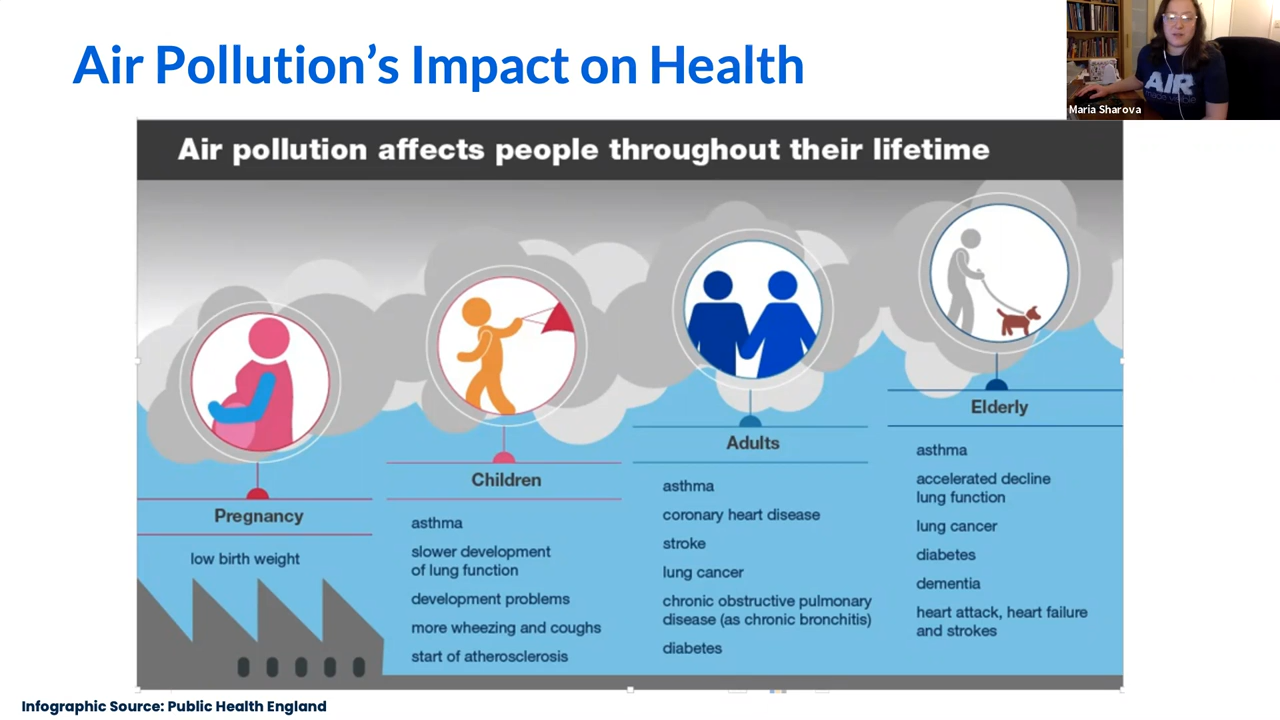 Air Pollution’s Impact on Health
AIR
made visible
Maria Sharova
Air pollution affects people throughout their lifetime
Pregnancy
low birth weight
Children
asthma
slower development
of lung function
development problems
more wheezing and coughs
start of atherosclerosis
Adults
asthma
coronary heart disease
stroke
lung cancer
chronic obstructive pulmonary
disease (as chronic bronchitis)
diabetes
Elderly
asthma
accelerated decline
lung function
lung cancer
diabetes
dementia
heart attack, heart failure
and strokes
Infographic Source: Public Health England